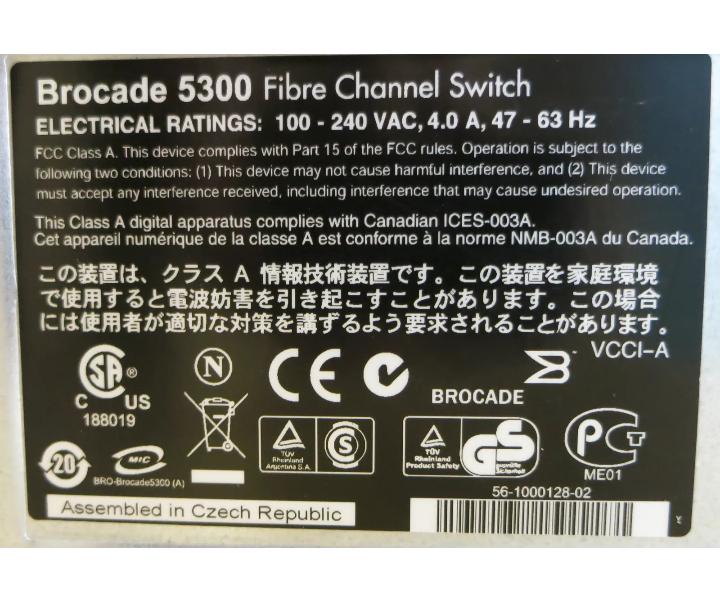 Brocade 5300 Fibre Channel Switch
ELECTRICAL RATINGS: 100 - 240 VAC, 4.0 A, 47 - 63 Hz
FCC Class A. This device complies with Part 15 of the FCC rules. Operation is subject to the
following two conditions: (1) This device may not cause harmful interference, and (2) This device
must accept any interference received, including interference that may cause undesired operation.
This Class A digital apparatus complies with Canadian ICES-003A.
Cet appareil numérique de la classe A est conforme à la norme NMB-003A du Canada.
この装置は、クラス A 情報技術装置です。この装置を家庭環境
で使用すると電波妨害を引き起こすことがあります。この場合
には使用者が適切な対策を講ずるよう要求されることがあります。
VCCI-A
SA ®
C US
188019
N
CE
BROCADE
TÜV
Rheinland
Argentina S.A.
S
TÜV
Rheinland
Product Safety
GS
geprüfte
Sicherheit
PCT
ME01
20
MIC
BRO-Brocade5300 (A)
56-1000128-02
Assembled in Czech Republic
Y